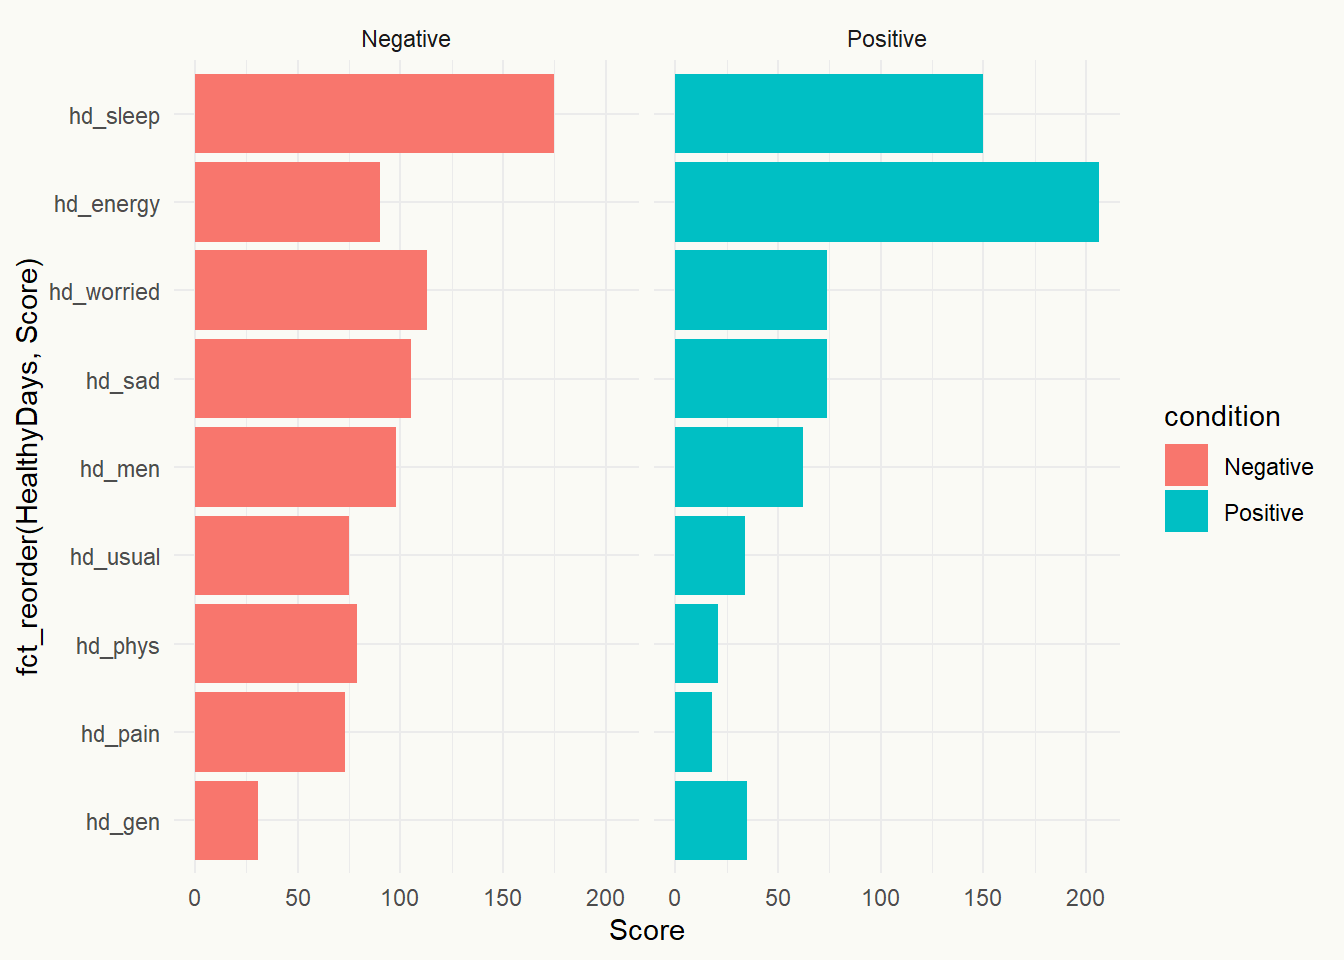 Negative
Positive
hd_sleep
hd_energy
hd_worried
hd_sad
hd_men
hd_usual
hd_phys
hd_pain
hd_gen
fct_reorder(HealthyDays, Score)
0 50 100 150 200
0 50 100 150 200
Score
condition
Negative
Positive